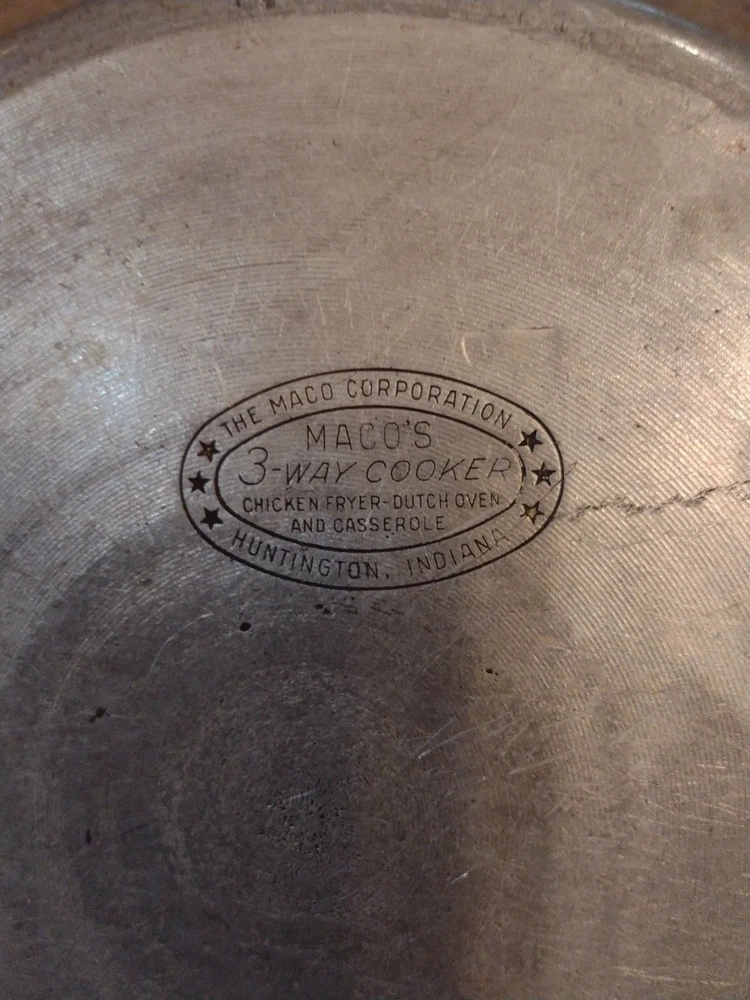 THE MACO CORPORATION
MACO'S
3-WAY COOKER
CHICKEN FRYER-DUTCH OVEN
AND CASSEROLE
HUNTINGTON, INDIANA